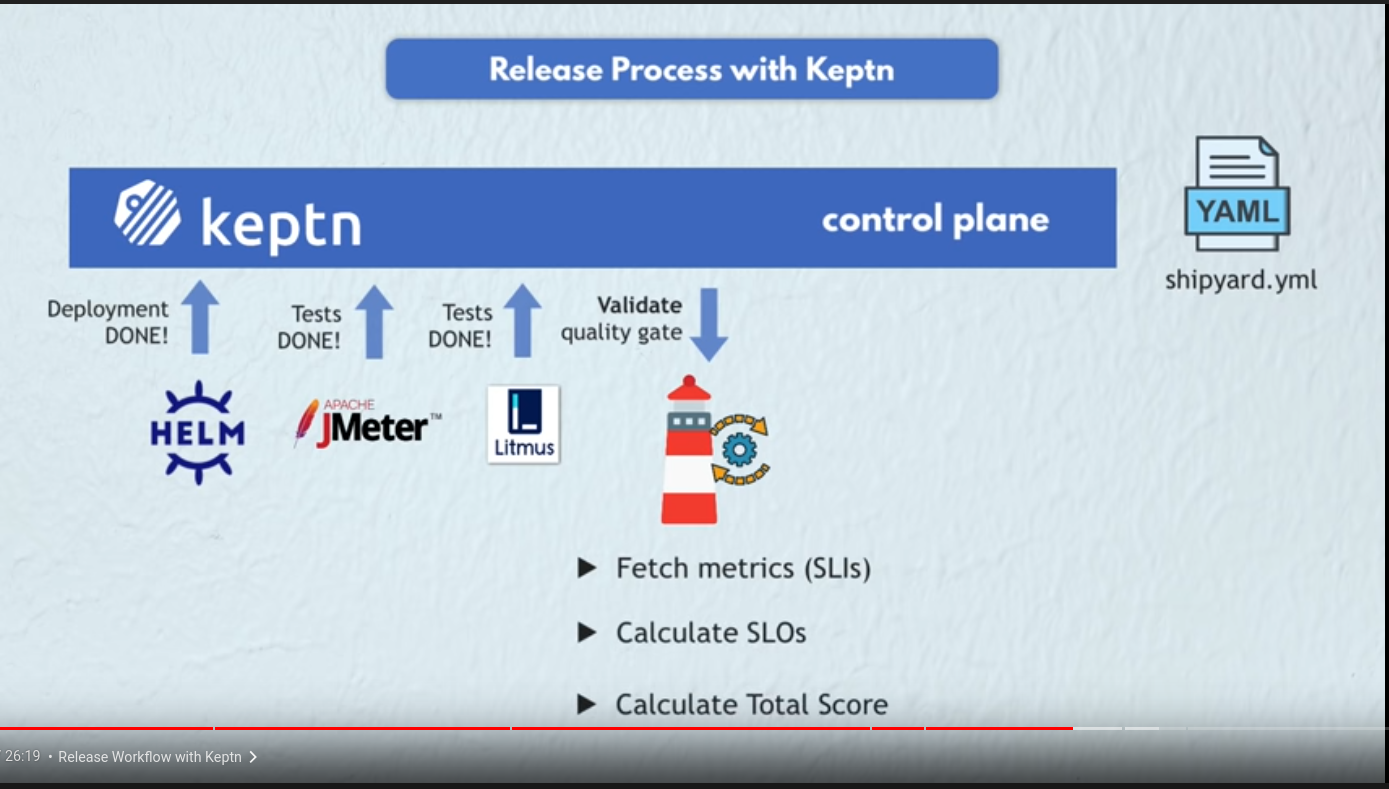 Release Process with Keptn
keptn
control plane
YAML
shipyard.yml
Deployment
DONE!
Tests
DONE!
Tests
DONE!
Validate
quality gate
HELM
APACHE
JMeter™
Litmus
Fetch metrics (SLIs)
Calculate SLOs
Calculate Total Score
/ 26:19 • Release Workflow with Keptn